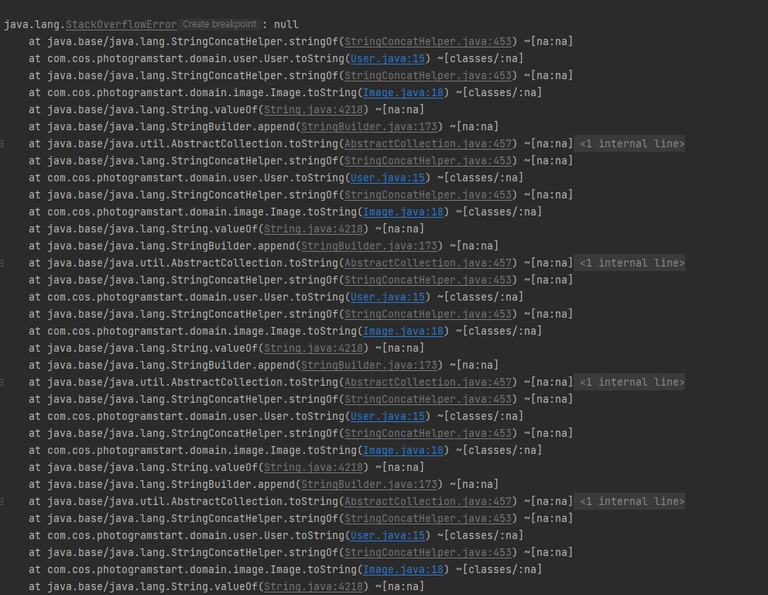 java.lang.StackOverflowError Create breakpoint : null
at java.base/java.lang.StringConcatHelper.stringOf(StringConcatHelper.java:453) ~[na:na]
at com.cos.photogramstart.domain.user.User.toString(User.java:15) ~[classes/:na]
at java.base/java.lang.StringConcatHelper.stringOf(StringConcatHelper.java:453) ~[na:na]
at com.cos.photogramstart.domain.image.Image.toString(Image.java:18) ~[classes/:na]
at java.base/java.lang.String.valueOf(String.java:4218) ~[na:na]
at java.base/java.lang.StringBuilder.append(StringBuilder.java:173) ~[na:na]
at java.base/java.util.AbstractCollection.toString(AbstractCollection.java:457) ~[na:na] <1 internal line>
at java.base/java.lang.StringConcatHelper.stringOf(StringConcatHelper.java:453) ~[na:na]
at com.cos.photogramstart.domain.user.User.toString(User.java:15) ~[classes/:na]
at java.base/java.lang.StringConcatHelper.stringOf(StringConcatHelper.java:453) ~[na:na]
at com.cos.photogramstart.domain.image.Image.toString(Image.java:18) ~[classes/:na]
at java.base/java.lang.String.valueOf(String.java:4218) ~[na:na]
at java.base/java.lang.StringBuilder.append(StringBuilder.java:173) ~[na:na]
at java.base/java.util.AbstractCollection.toString(AbstractCollection.java:457) ~[na:na] <1 internal line>
at java.base/java.lang.StringConcatHelper.stringOf(StringConcatHelper.java:453) ~[na:na]
at com.cos.photogramstart.domain.user.User.toString(User.java:15) ~[classes/:na]
at java.base/java.lang.StringConcatHelper.stringOf(StringConcatHelper.java:453) ~[na:na]
at com.cos.photogramstart.domain.image.Image.toString(Image.java:18) ~[classes/:na]
at java.base/java.lang.String.valueOf(String.java:4218) ~[na:na]
at java.base/java.lang.StringBuilder.append(StringBuilder.java:173) ~[na:na]
at java.base/java.util.AbstractCollection.toString(AbstractCollection.java:457) ~[na:na] <1 internal line>
at java.base/java.lang.StringConcatHelper.stringOf(StringConcatHelper.java:453) ~[na:na]
at com.cos.photogramstart.domain.user.User.toString(User.java:15) ~[classes/:na]
at java.base/java.lang.StringConcatHelper.stringOf(StringConcatHelper.java:453) ~[na:na]
at com.cos.photogramstart.domain.image.Image.toString(Image.java:18) ~[classes/:na]
at java.base/java.lang.String.valueOf(String.java:4218) ~[na:na]
at java.base/java.lang.StringBuilder.append(StringBuilder.java:173) ~[na:na]
at java.base/java.util.AbstractCollection.toString(AbstractCollection.java:457) ~[na:na] <1 internal line>
at java.base/java.lang.StringConcatHelper.stringOf(StringConcatHelper.java:453) ~[na:na]
at com.cos.photogramstart.domain.user.User.toString(User.java:15) ~[classes/:na]
at java.base/java.lang.StringConcatHelper.stringOf(StringConcatHelper.java:453) ~[na:na]
at com.cos.photogramstart.domain.image.Image.toString(Image.java:18) ~[classes/:na]
at java.base/java.lang.String.valueOf(String.java:4218) ~[na:na]